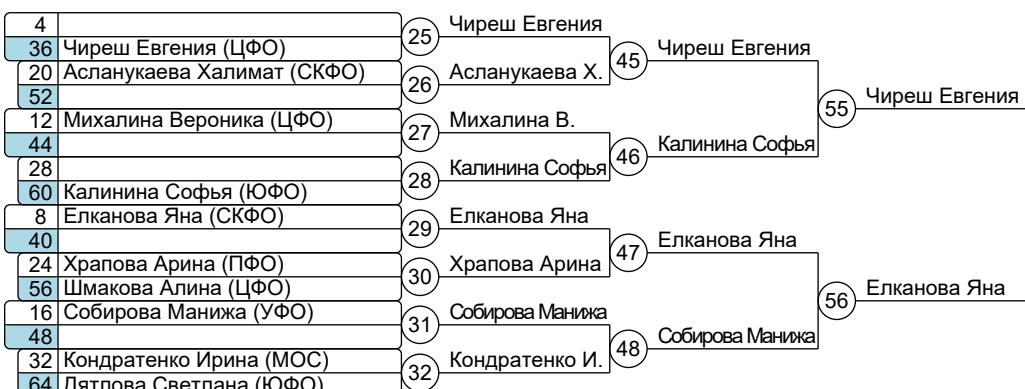 4
36 Чиреш Евгения (ЦФО)
20 Асланукаева Халимат (СКФО)
52
12 Михалина Вероника (ЦФО)
44
28
60 Калинина Софья (ЮФО)
8 Елканова Яна (СКФО)
40
24 Храпова Арина (ПФО)
56 Шмакова Алина (ЦФО)
16 Собирова Манижа (УФО)
48
32 Кондратенко Ирина (МОС)
64 Дятлова Светлана (ЮФО)
25 Чиреш Евгения
26 Асланукаева Х.
27 Михалина В.
28 Калинина Софья
29 Елканова Яна
30 Храпова Арина
31 Собирова Манижа
32 Кондратенко И.
45 Чиреш Евгения
46 Калинина Софья
47 Елканова Яна
48 Собирова Манижа
55 Чиреш Евгения
56 Елканова Яна